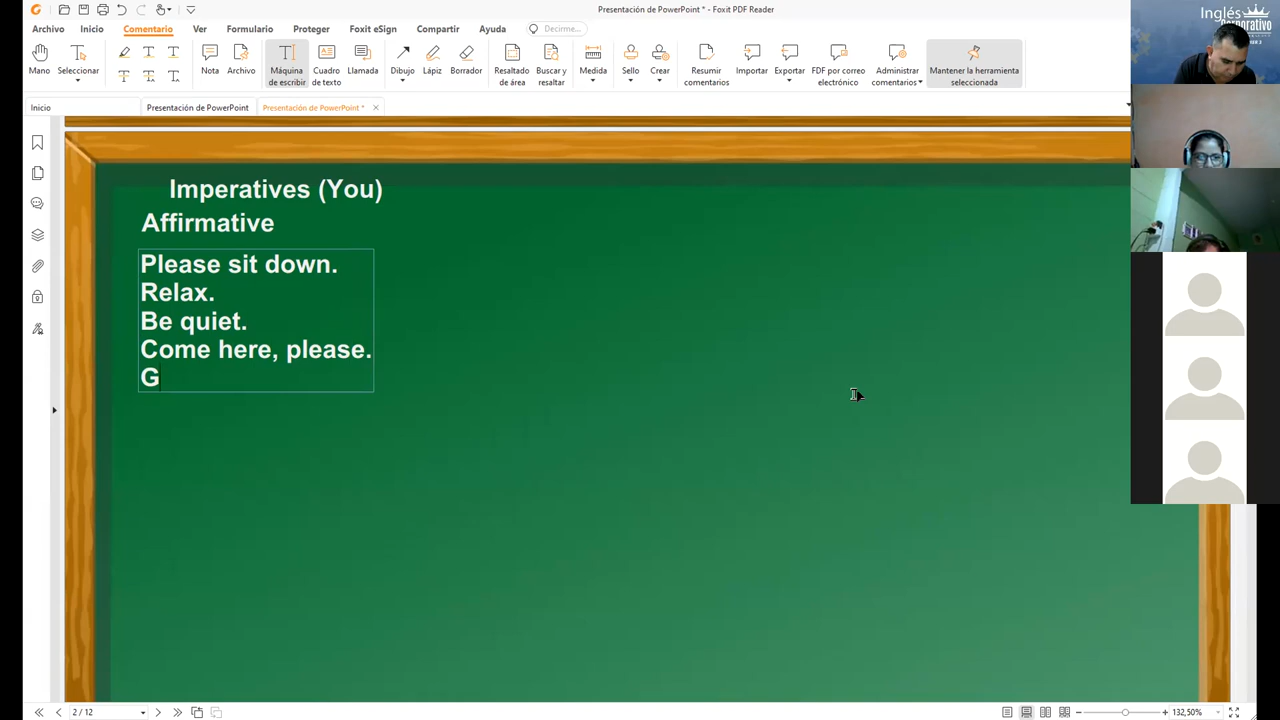 Presentación de PowerPoint * - Foxit PDF Reader
Archivo Inicio Comentario Ver Formulario Proteger Foxit eSign Compartir Ayuda Decirme...
Mano Seleccionar Nota Archivo Máquina de escribir Cuadro de texto Llamada Dibujo Lápiz Borrador Resaltado de área Buscar y resaltar Medida Sello Crear Resumir comentarios Importar Exportar FDP por correo electrónico Administrar comentarios Mantener la herramienta seleccionada
Inicio Presentación de PowerPoint Presentación de PowerPoint *
Imperatives (You)
Affirmative
Please sit down.
Relax.
Be quiet.
Come here, please.
G
Inglés
Corporativo
2 / 12 132,50%